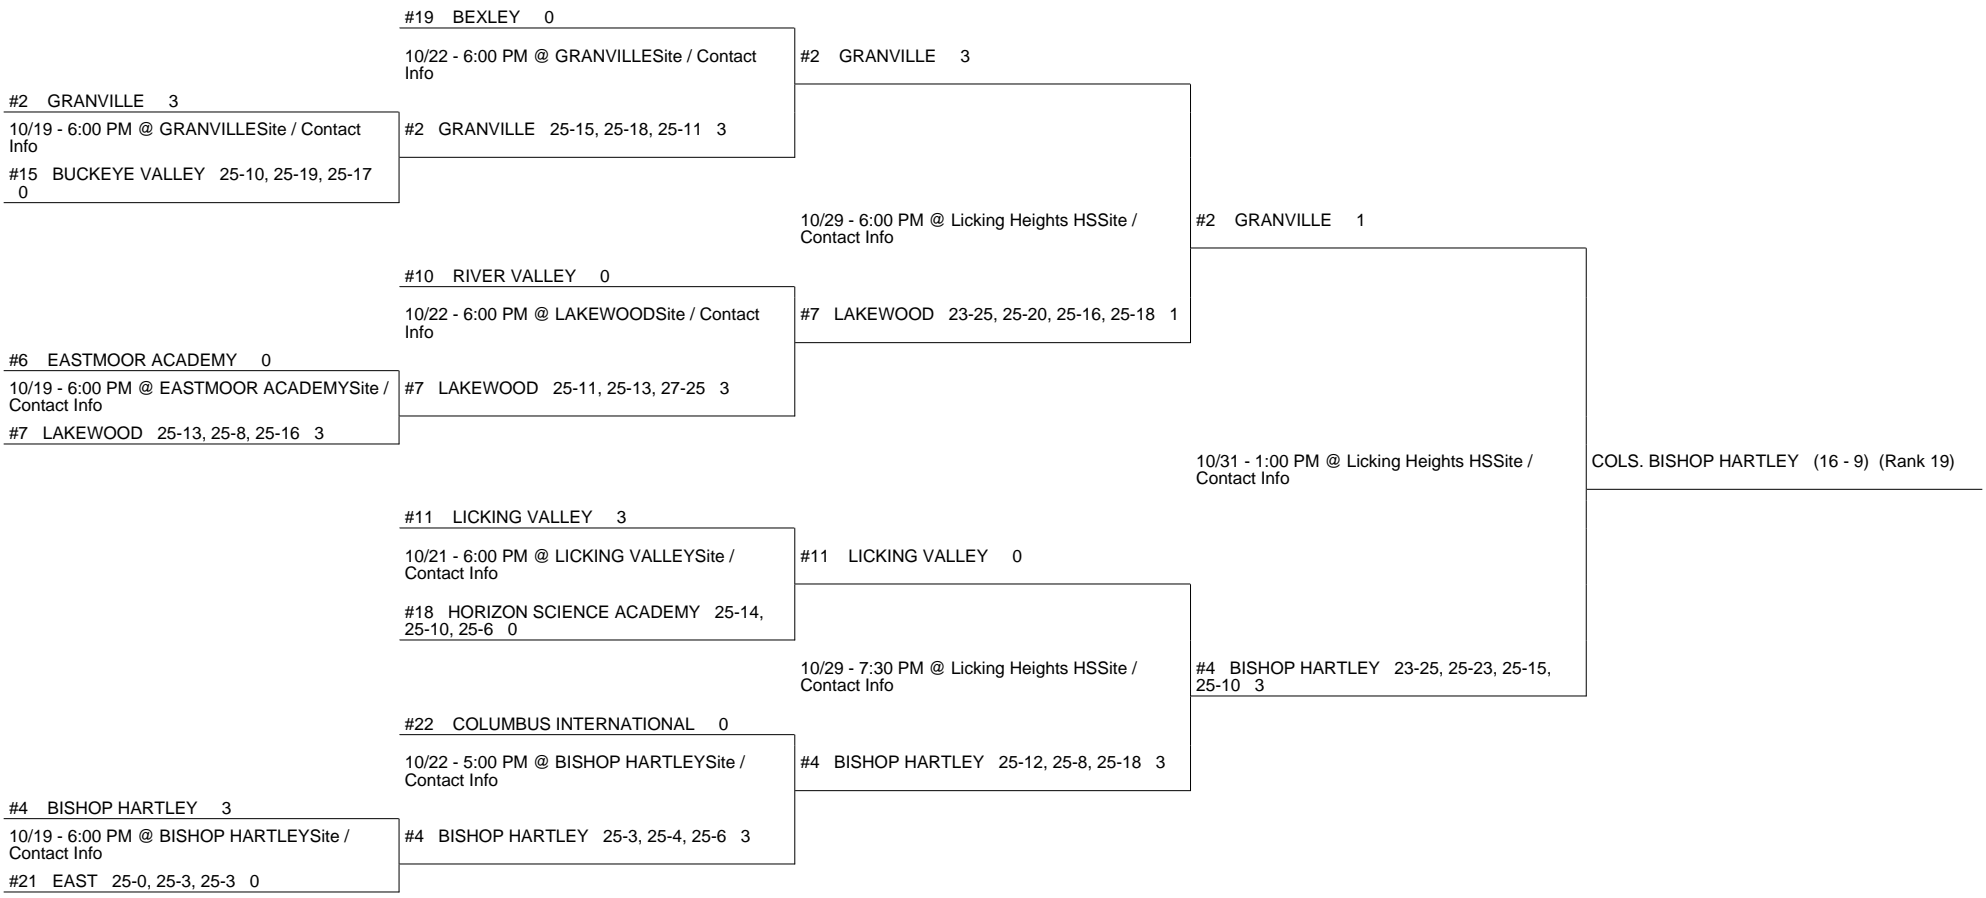 #19 BEXLEY 0
10/22 - 6:00 PM @ GRANVILLESite / Contact
Info
#2 GRANVILLE 3
#2 GRANVILLE 3
10/19 - 6:00 PM @ GRANVILLESite / Contact
Info
#2 GRANVILLE 25-15, 25-18, 25-11 3
#15 BUCKEYE VALLEY 25-10, 25-19, 25-17
0
10/29 - 6:00 PM @ Licking Heights HSSite /
Contact Info
#2 GRANVILLE 1
#10 RIVER VALLEY 0
10/22 - 6:00 PM @ LAKEWOODSite / Contact
Info
#7 LAKEWOOD 23-25, 25-20, 25-16, 25-18 1
#6 EASTMOOR ACADEMY 0
10/19 - 6:00 PM @ EASTMOOR ACADEMYSite /
Contact Info
#7 LAKEWOOD 25-11, 25-13, 27-25 3
#7 LAKEWOOD 25-13, 25-8, 25-16 3
10/31 - 1:00 PM @ Licking Heights HSSite /
Contact Info
COLS. BISHOP HARTLEY (16 - 9) (Rank 19)
#11 LICKING VALLEY 3
10/21 - 6:00 PM @ LICKING VALLEYSite /
Contact Info
#11 LICKING VALLEY 0
#18 HORIZON SCIENCE ACADEMY 25-14,
25-10, 25-6 0
10/29 - 7:30 PM @ Licking Heights HSSite /
Contact Info
#4 BISHOP HARTLEY 23-25, 25-23, 25-15,
25-10 3
#22 COLUMBUS INTERNATIONAL 0
10/22 - 5:00 PM @ BISHOP HARTLEYSite /
Contact Info
#4 BISHOP HARTLEY 25-12, 25-8, 25-18 3
#4 BISHOP HARTLEY 3
10/19 - 6:00 PM @ BISHOP HARTLEYSite /
Contact Info
#4 BISHOP HARTLEY 25-3, 25-4, 25-6 3
#21 EAST 25-0, 25-3, 25-3 0